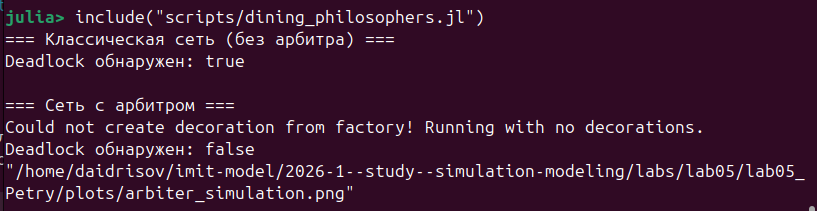 julia> include("scripts/dining_philosophers.jl")
=== Классическая сеть (без арбитра) ===
Deadlock обнаружен: true
=== Сеть с арбитром ===
Could not create decoration from factory! Running with no decorations.
Deadlock обнаружен: false
"/home/daidrisov/imit-model/2026-1--study--simulation-modeling/labs/lab05/lab05_
Petry/plots/arbiter_simulation.png"